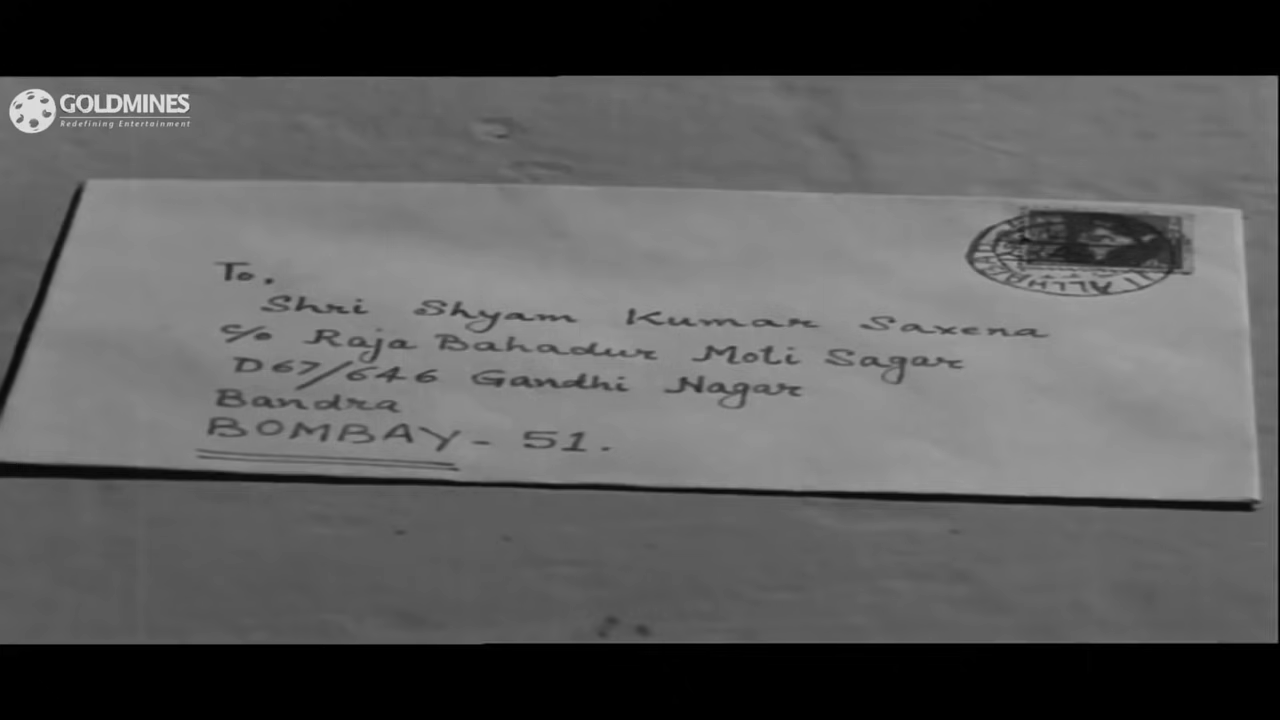 GOLDMINES
Redefining Entertainment
ALLHABAD
To,
Shri Shyam Kumar Saxena
c/o Raja Bahadur Moti Sagar
D67/646 Gandhi Nagar
Bandra
BOMBAY - 51.